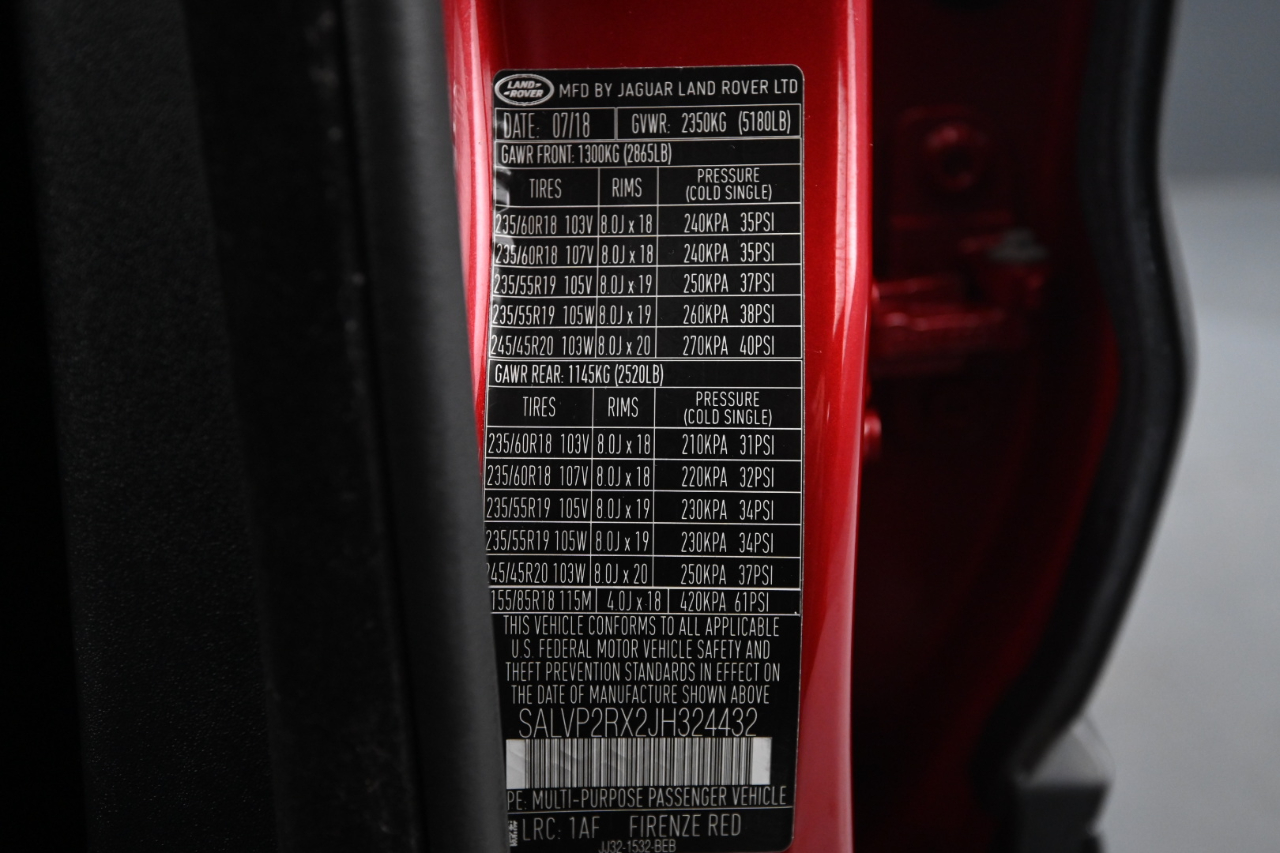 LAND ROVER MFD BY JAGUAR LAND ROVER LTD
DATE: 07/18 GVWR: 2350KG (5180LB)
GAWR FRONT: 1300KG (2865LB)
TIRES RIMS PRESSURE (COLD SINGLE)
235/60R18 103V 8.0J x 18 240KPA 35PSI
235/60R18 107V 8.0J x 18 240KPA 35PSI
235/55R19 105V 8.0J x 19 250KPA 37PSI
235/55R19 105W 8.0J x 19 260KPA 38PSI
245/45R20 103W 8.0J x 20 270KPA 40PSI
GAWR REAR: 1145KG (2520LB)
TIRES RIMS PRESSURE (COLD SINGLE)
235/60R18 103V 8.0J x 18 210KPA 31PSI
235/60R18 107V 8.0J x 18 220KPA 32PSI
235/55R19 105V 8.0J x 19 230KPA 34PSI
235/55R19 105W 8.0J x 19 230KPA 34PSI
245/45R20 103W 8.0J x 20 250KPA 37PSI
155/85R18 115M 4.0J x 18 420KPA 61PSI
THIS VEHICLE CONFORMS TO ALL APPLICABLE
U.S. FEDERAL MOTOR VEHICLE SAFETY AND
THEFT PREVENTION STANDARDS IN EFFECT ON
THE DATE OF MANUFACTURE SHOWN ABOVE
SALVP2RX2JH324432
PE: MULTI-PURPOSE PASSENGER VEHICLE
LRC: 1AF FIRENZE RED
JJ32-1532-BEB